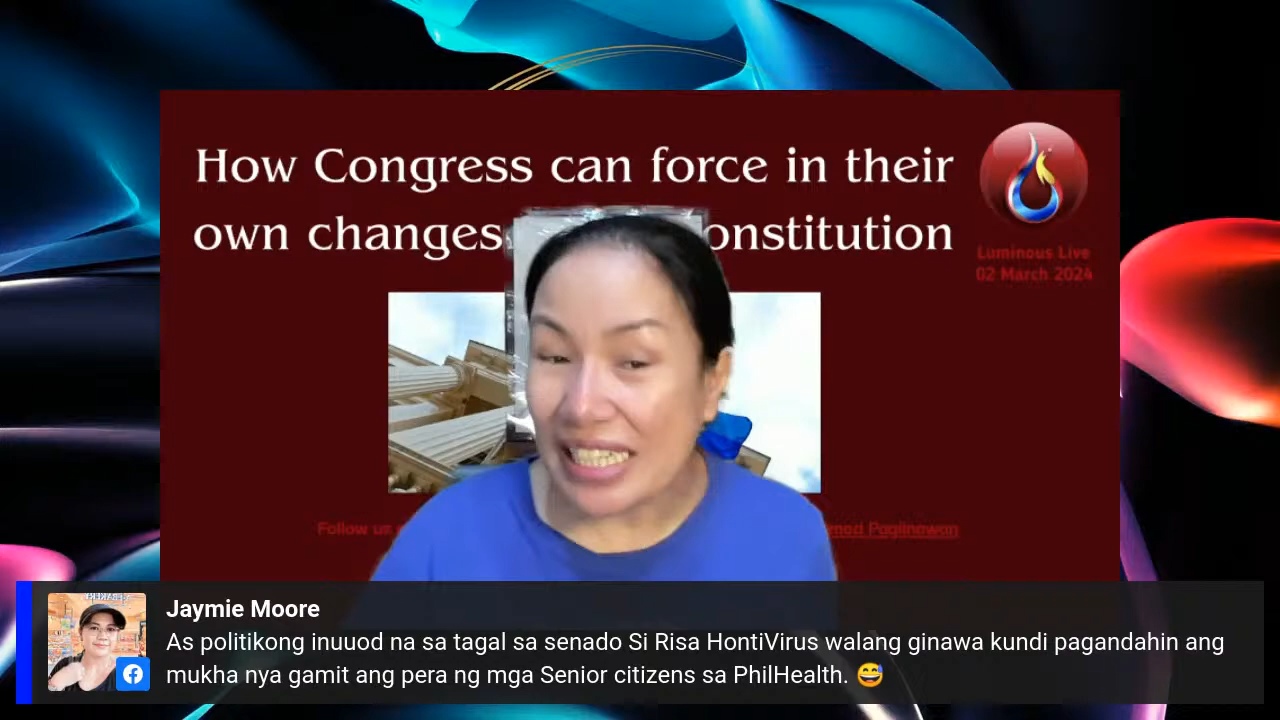 How Congress can force in their
own changes onstitution
Luminous Live
02 March 2024
Follow us
Paglinawan
Jaymie Moore
As politikong inuuod na sa tagal sa senado Si Risa HontiVirus walang ginawa kundi pagandahin ang
mukha nya gamit ang pera ng mga Senior citizens sa PhilHealth. 😅